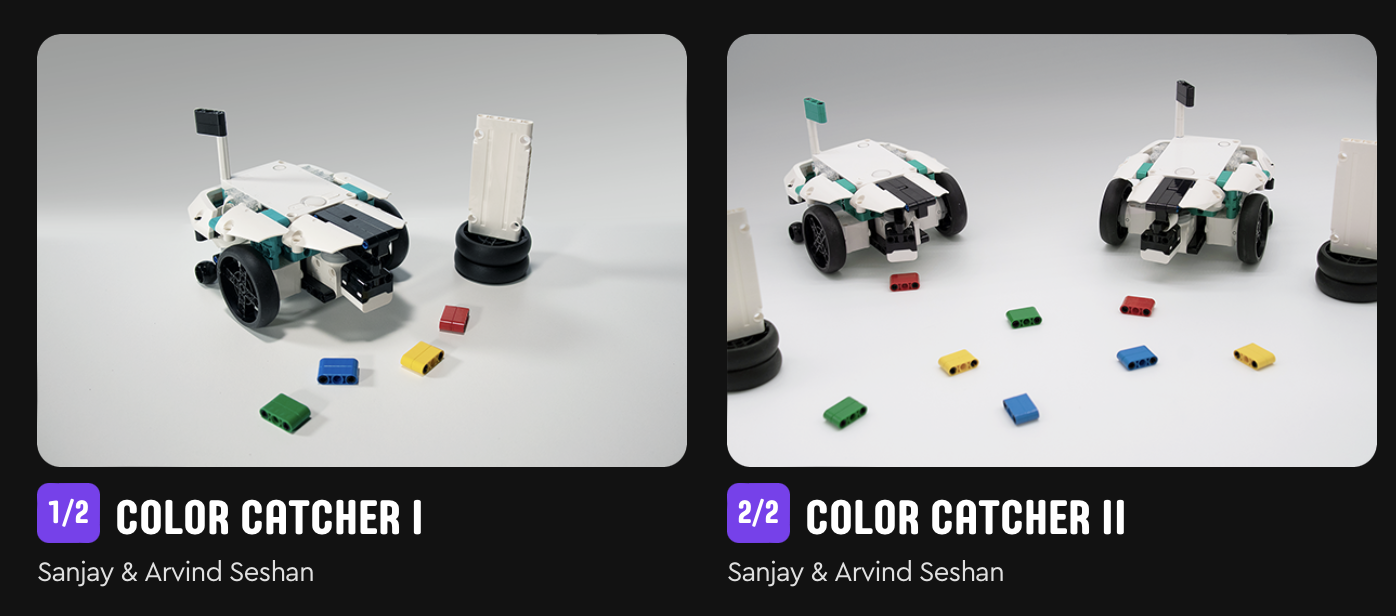 1/2 COLOR CATCHER I
Sanjay & Arvind Seshan
2/2 COLOR CATCHER II
Sanjay & Arvind Seshan